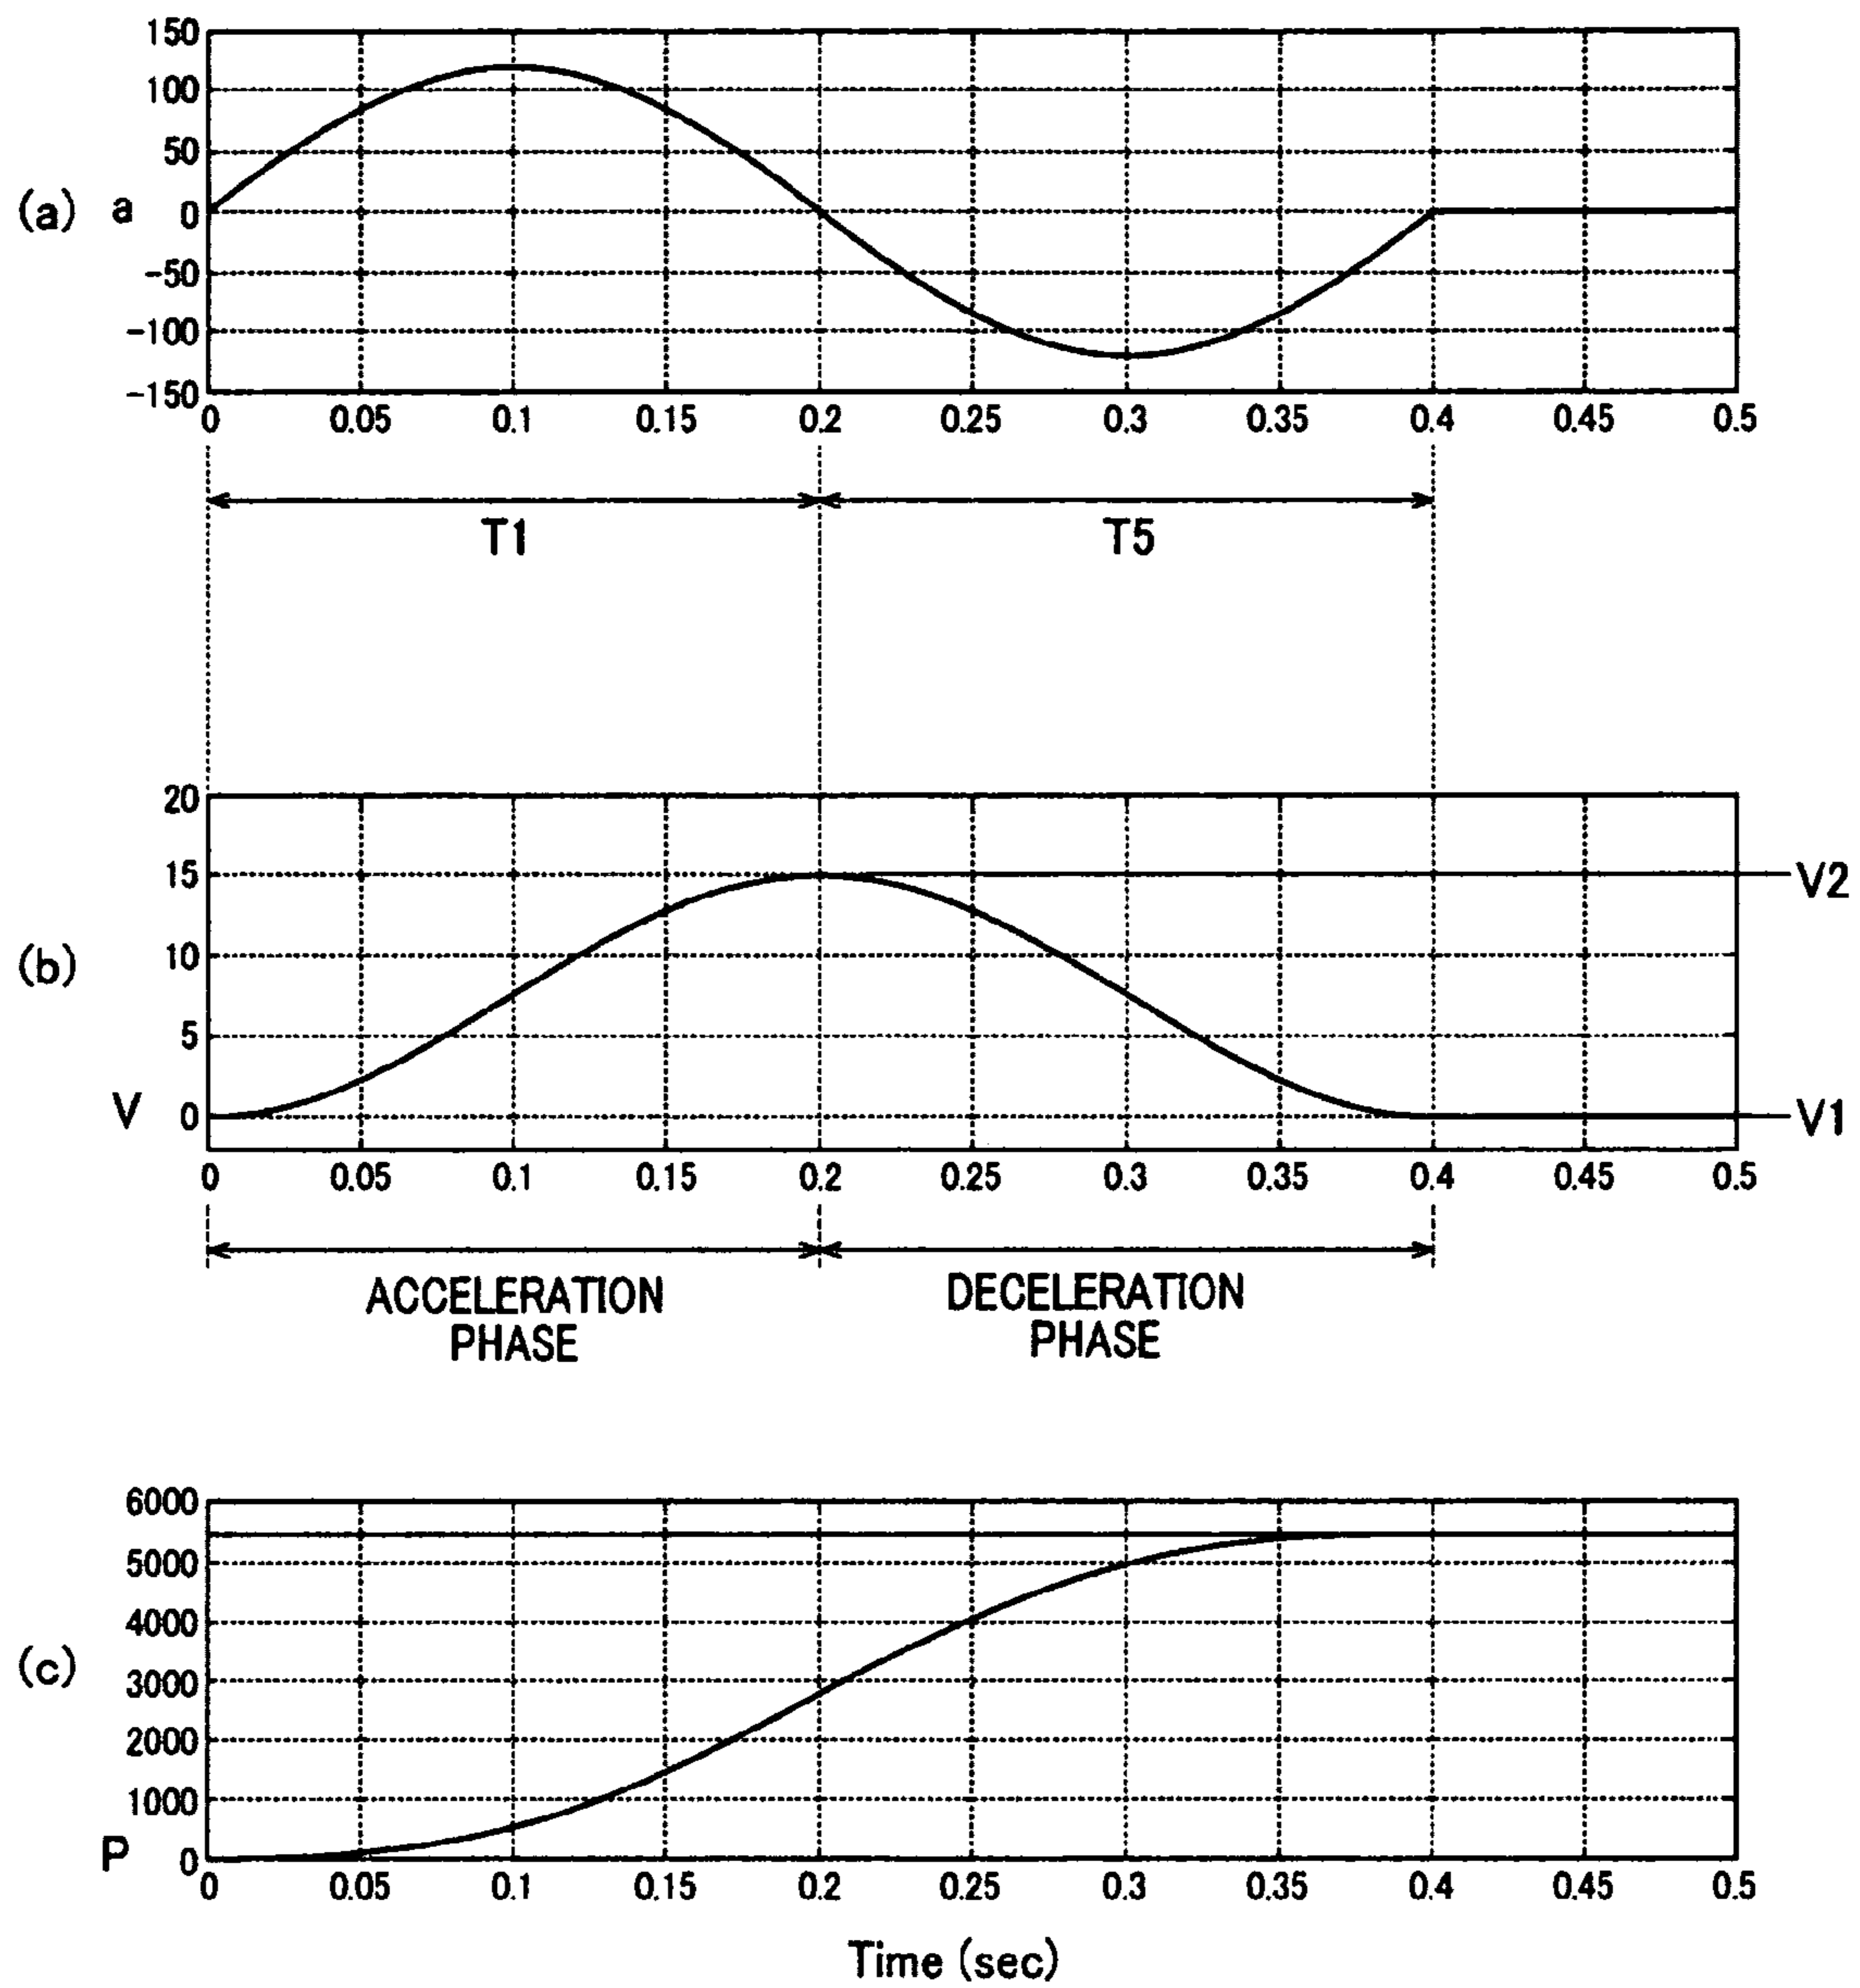 150
100
50
(a) a 0
-50
-100
-150
0 0.05 0.1 0.15 0.2 0.25 0.3 0.35 0.4 0.45 0.5
T1 T5
20
15 V2
10
(b)
5
V 0 V1
0 0.05 0.1 0.15 0.2 0.25 0.3 0.35 0.4 0.45 0.5
ACCELERATION DECELERATION
PHASE PHASE
6000
5000
4000
(c)
3000
2000
1000
P 0
0 0.05 0.1 0.15 0.2 0.25 0.3 0.35 0.4 0.45 0.5
Time (sec)